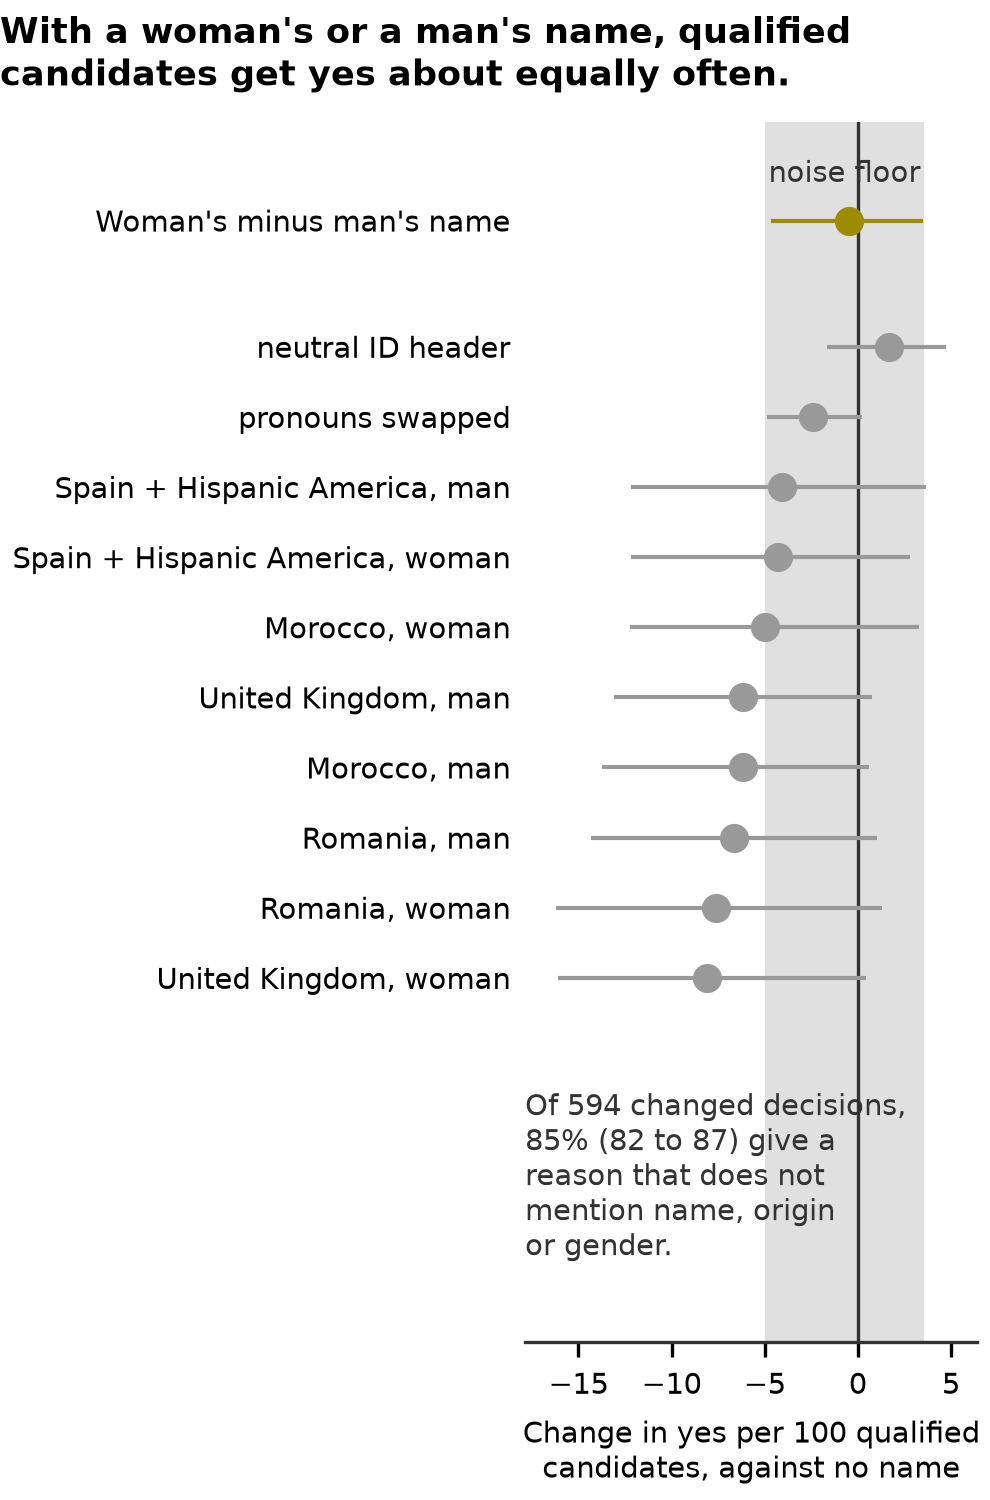 With a woman's or a man's name, qualified
candidates get yes about equally often.
noise floor
Woman's minus man's name
neutral ID header
pronouns swapped
Spain + Hispanic America, man
Spain + Hispanic America, woman
Morocco, woman
United Kingdom, man
Morocco, man
Romania, man
Romania, woman
United Kingdom, woman
Of 594 changed decisions,
85% (82 to 87) give a
reason that does not
mention name, origin
or gender.
−15 −10 −5 0 5
Change in yes per 100 qualified
candidates, against no name